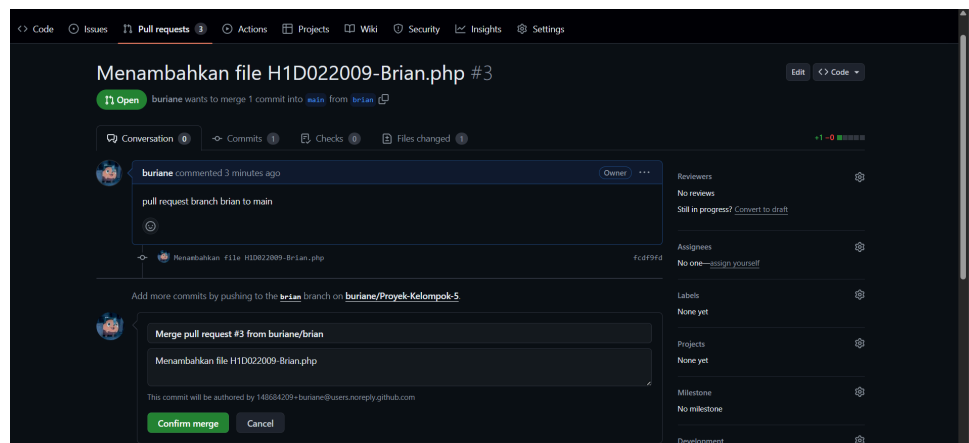 Code Issues Pull requests 3 Actions Projects Wiki Security Insights Settings
Menambahkan file H1D022009-Brian.php #3
Edit Code
Open buriane wants to merge 1 commit into main from brian
Conversation 0 Commits 1 Checks 0 Files changed 1
+1 −0
buriane commented 3 minutes ago Owner
pull request branch brian to main
Menambahkan file H1D022009-Brian.php fcdf9fd
Add more commits by pushing to the brian branch on buriane/Proyek-Kelompok-5.
Merge pull request #3 from buriane/brian
Menambahkan file H1D022009-Brian.php
This commit will be authored by 148684209+buriane@users.noreply.github.com
Confirm merge Cancel
Reviewers
No reviews
Still in progress? Convert to draft
Assignees
No one—assign yourself
Labels
None yet
Projects
None yet
Milestone
No milestone
Development